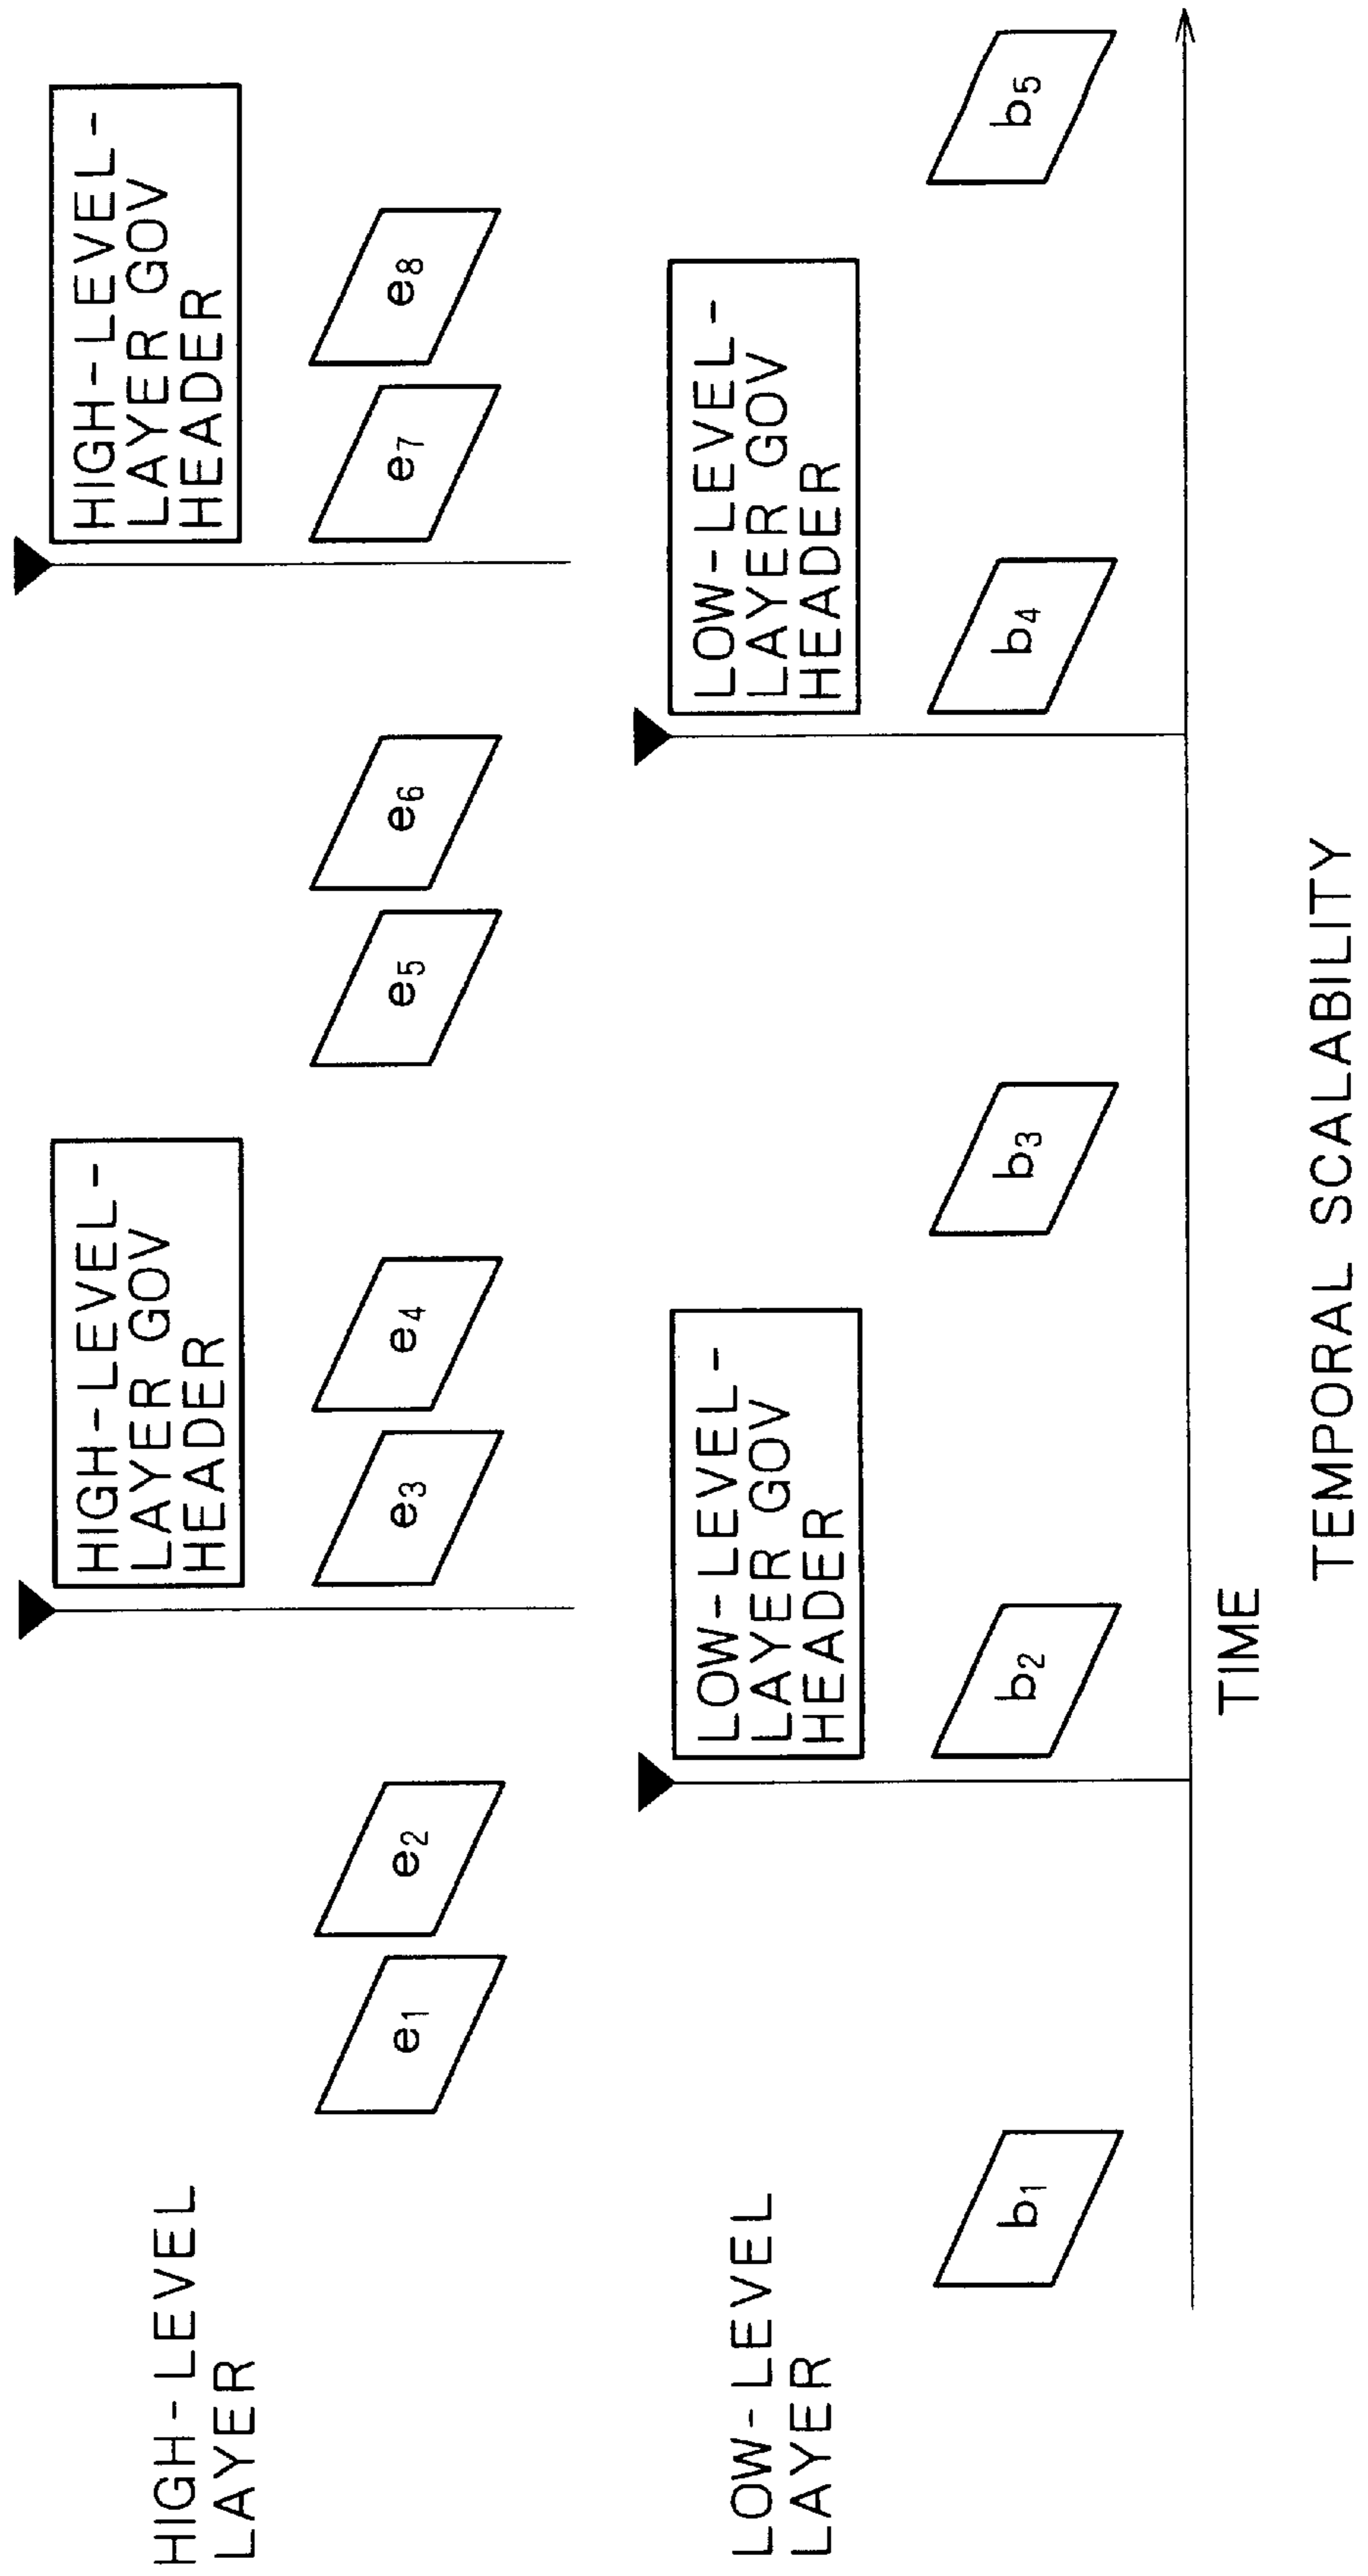 HIGH-LEVEL
LAYER
HIGH-LEVEL-
LAYER GOV
HEADER
HIGH-LEVEL-
LAYER GOV
HEADER
e1
e2
e3
e4
e5
e6
e7
e8
LOW-LEVEL
LAYER
LOW-LEVEL-
LAYER GOV
HEADER
LOW-LEVEL-
LAYER GOV
HEADER
b1
b2
b3
b4
b5
TIME
TEMPORAL SCALABILITY